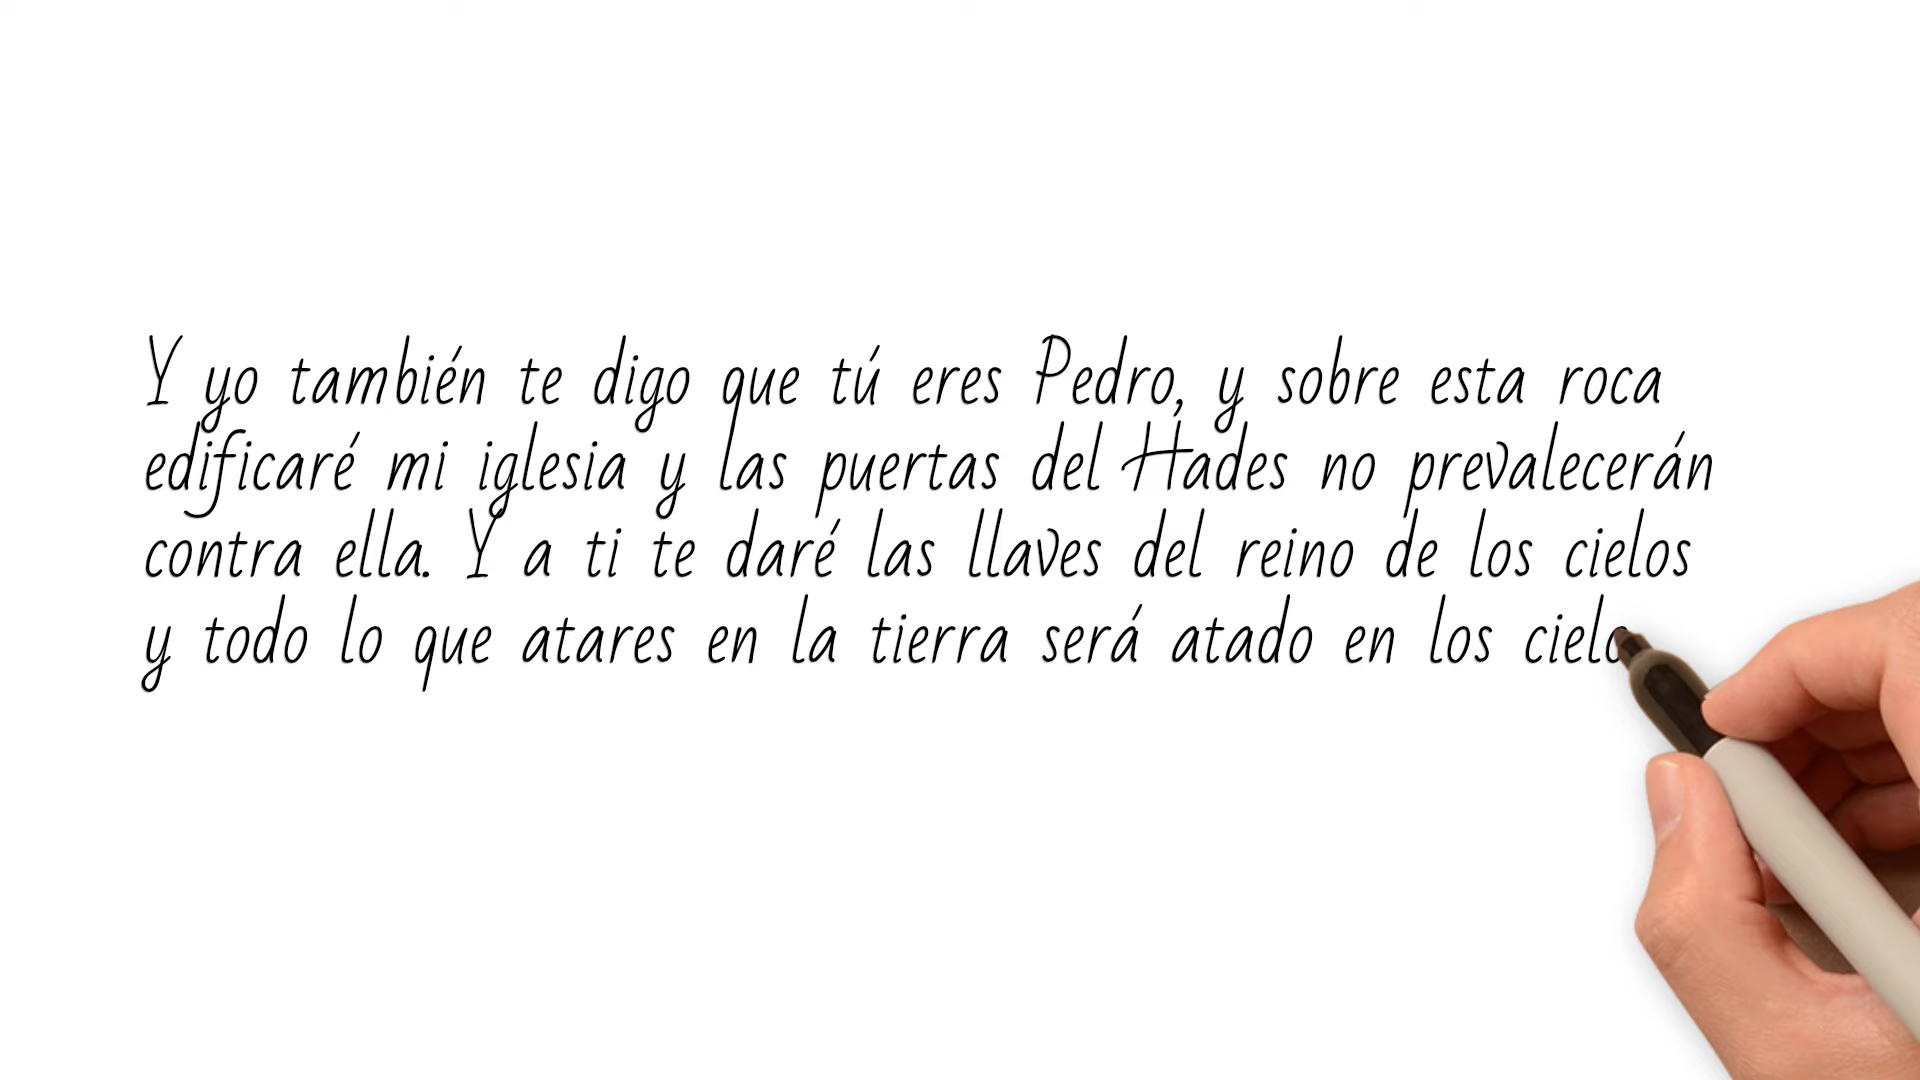 Y yo también te digo que tú eres Pedro, y sobre esta roca
edificaré mi iglesia y las puertas del Hades no prevalecerán
contra ella. Y a ti te daré las llaves del reino de los cielos
y todo lo que atares en la tierra será atado en los cielo